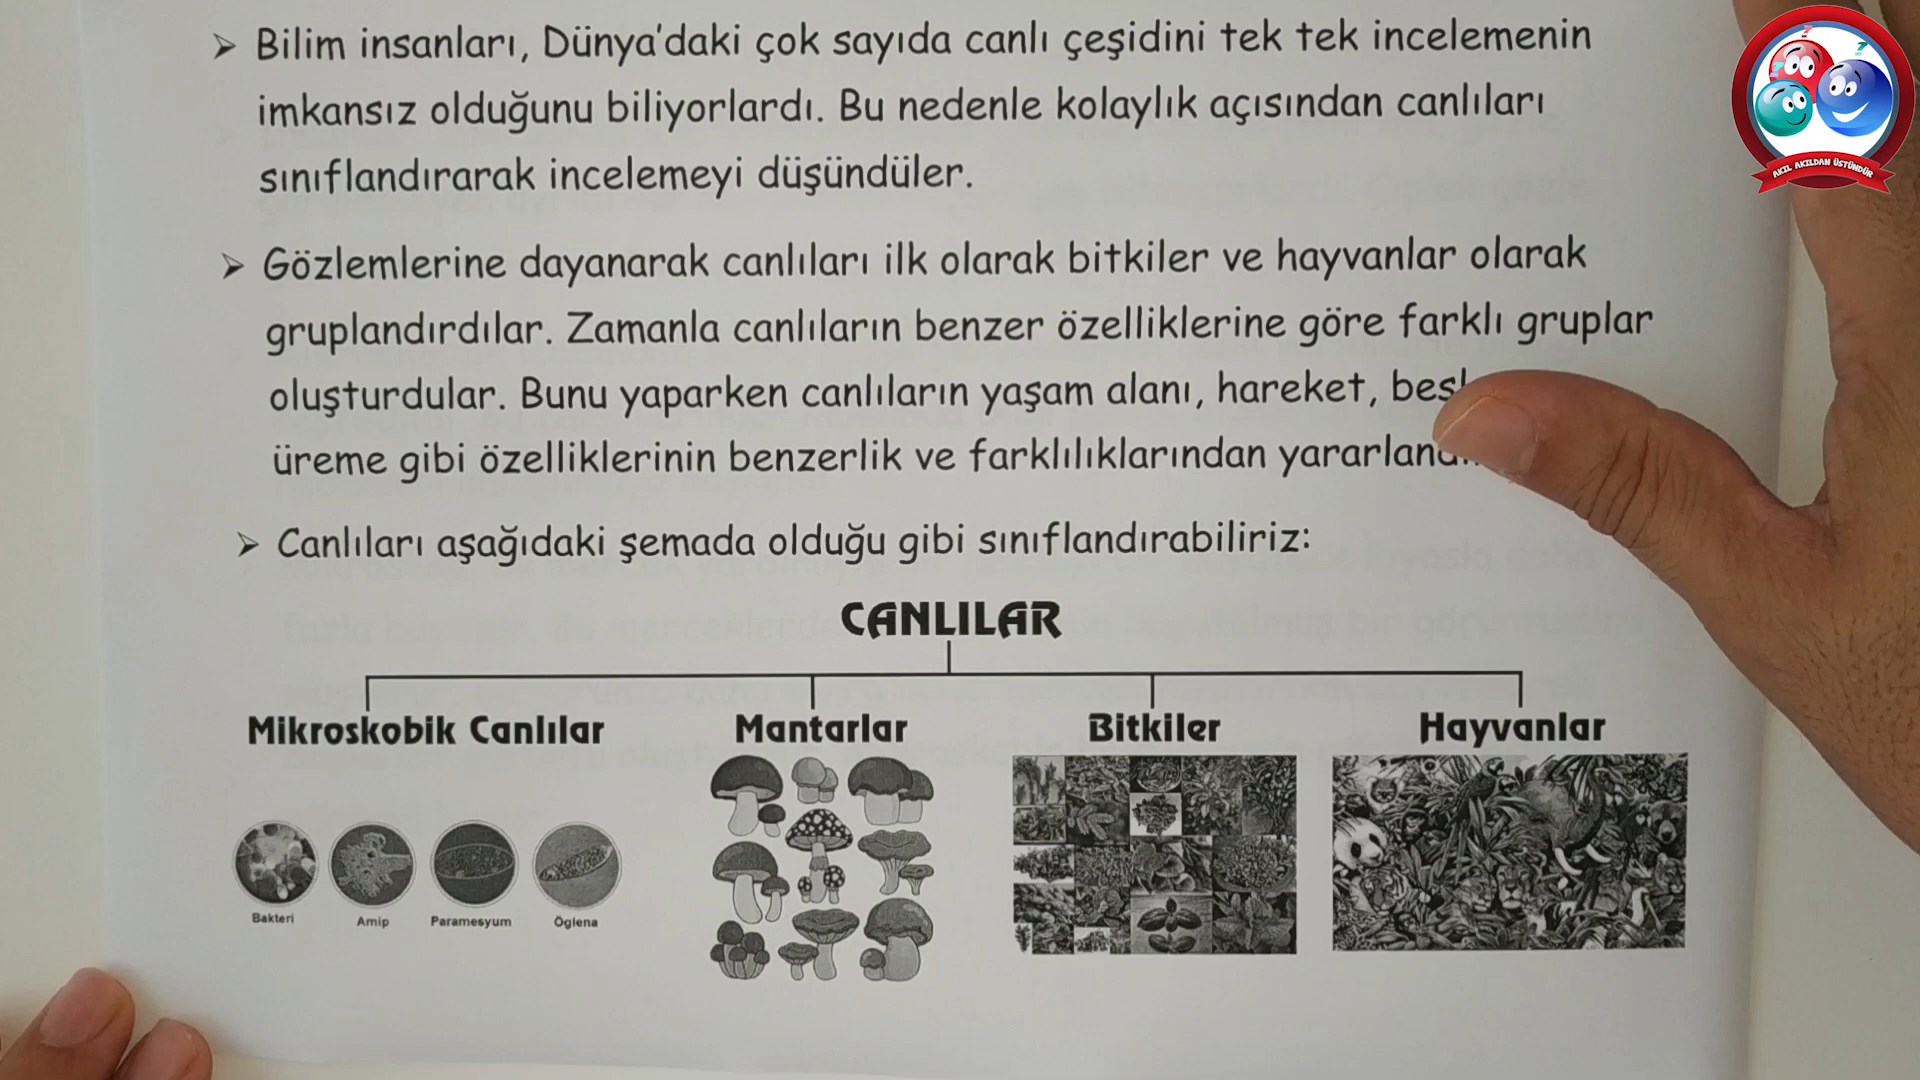 ➢ Bilim insanları, Dünya'daki çok sayıda canlı çeşidini tek tek incelemenin
imkansız olduğunu biliyorlardı. Bu nedenle kolaylık açısından canlıları
sınıflandırarak incelemeyi düşündüler.
➢ Gözlemlerine dayanarak canlıları ilk olarak bitkiler ve hayvanlar olarak
gruplandırdılar. Zamanla canlıların benzer özelliklerine göre farklı gruplar
oluşturdular. Bunu yaparken canlıların yaşam alanı, hareket,
üreme gibi özelliklerinin benzerlik ve farklılıklarından
➢ Canlıları aşağıdaki şemada olduğu gibi sınıflandırabiliriz:
CANLILAR
Mikroskobik Canlılar Mantarlar Bitkiler Hayvanlar
Bakteri Amip Paramesyum Öglena
AKIL AKILDAN ÜSTÜNDÜR